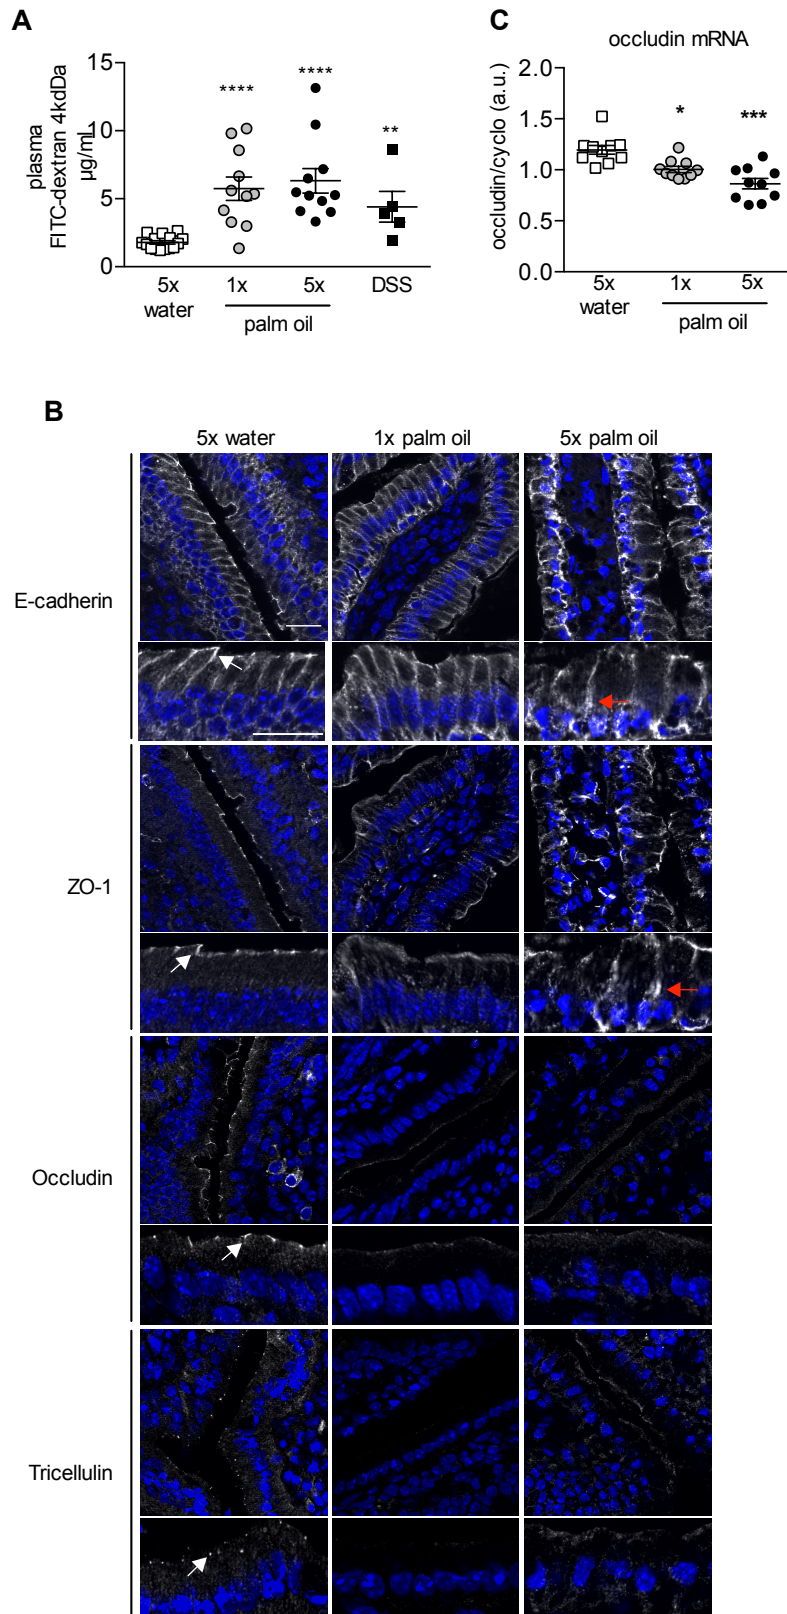 A
plasma
FITC-dextran 4kdDa
µg/ml
15
10
5
0
****
****
**
5x
water
1x
5x
DSS
palm oil
C
occludin mRNA
occludin/cyclo (a.u.)
2.0
1.5
1.0
0.5
0.0
*
***
5x
water
1x
5x
palm oil
B
5x water
1x palm oil
5x palm oil
E-cadherin
ZO-1
Occludin
Tricellulin